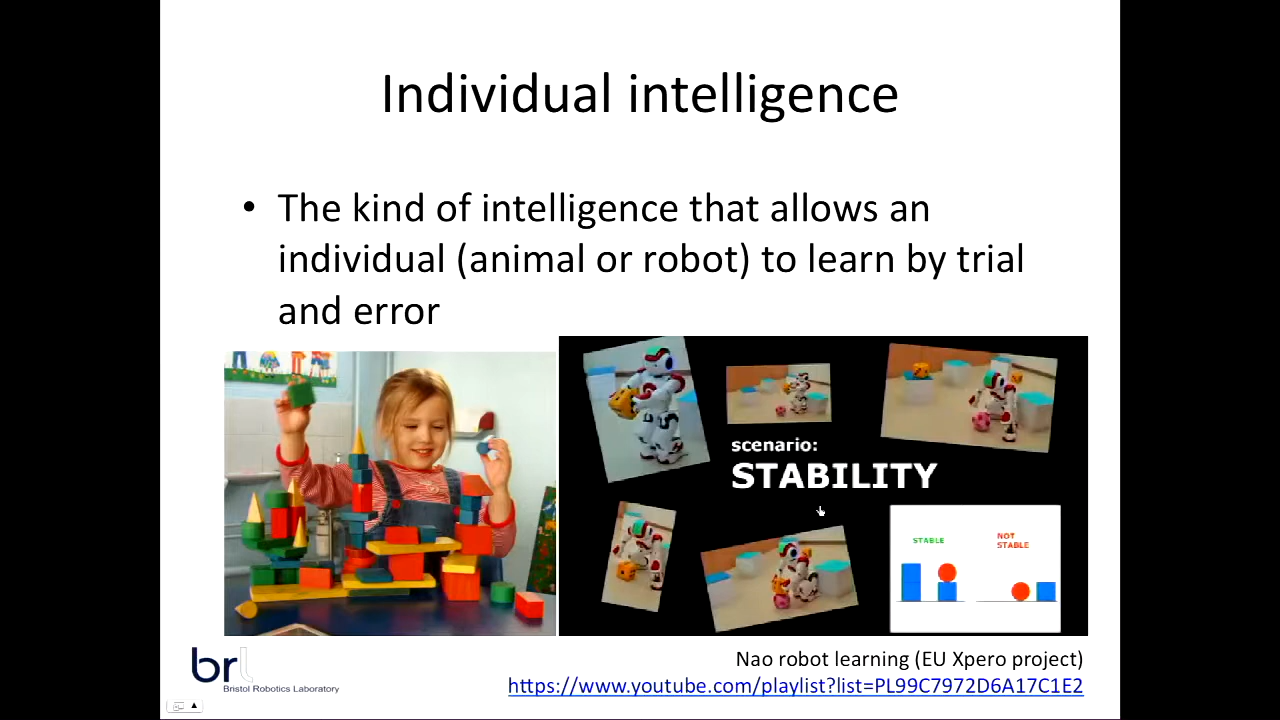 Individual intelligence
• The kind of intelligence that allows an
individual (animal or robot) to learn by trial
and error
scenario:
STABILITY
STABLE
NOT
STABLE
brl
Bristol Robotics Laboratory
Nao robot learning (EU Xpero project)
https://www.youtube.com/playlist?list=PL99C7972D6A17C1E2